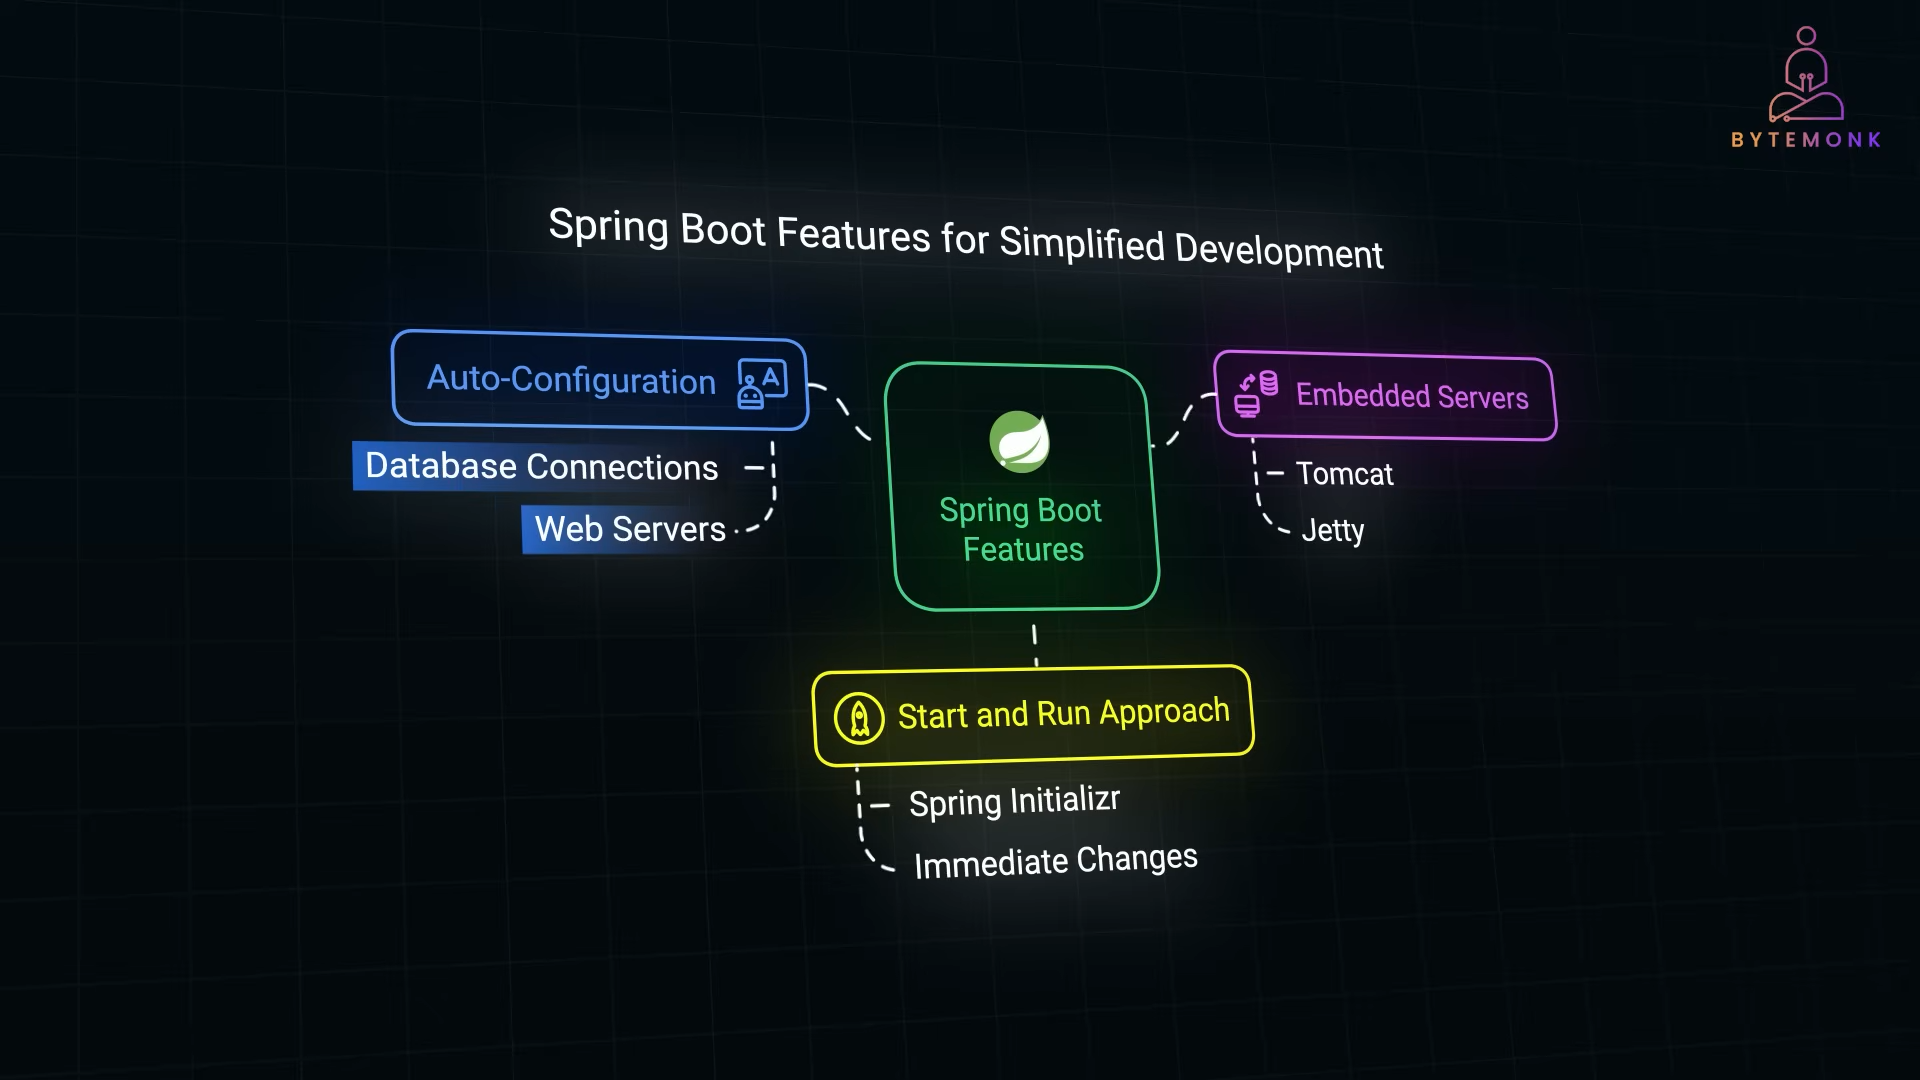 BYTEMONK
Spring Boot Features for Simplified Development
Auto-Configuration
Database Connections
Web Servers
Spring Boot
Features
Embedded Servers
Tomcat
Jetty
Start and Run Approach
Spring Initializr
Immediate Changes